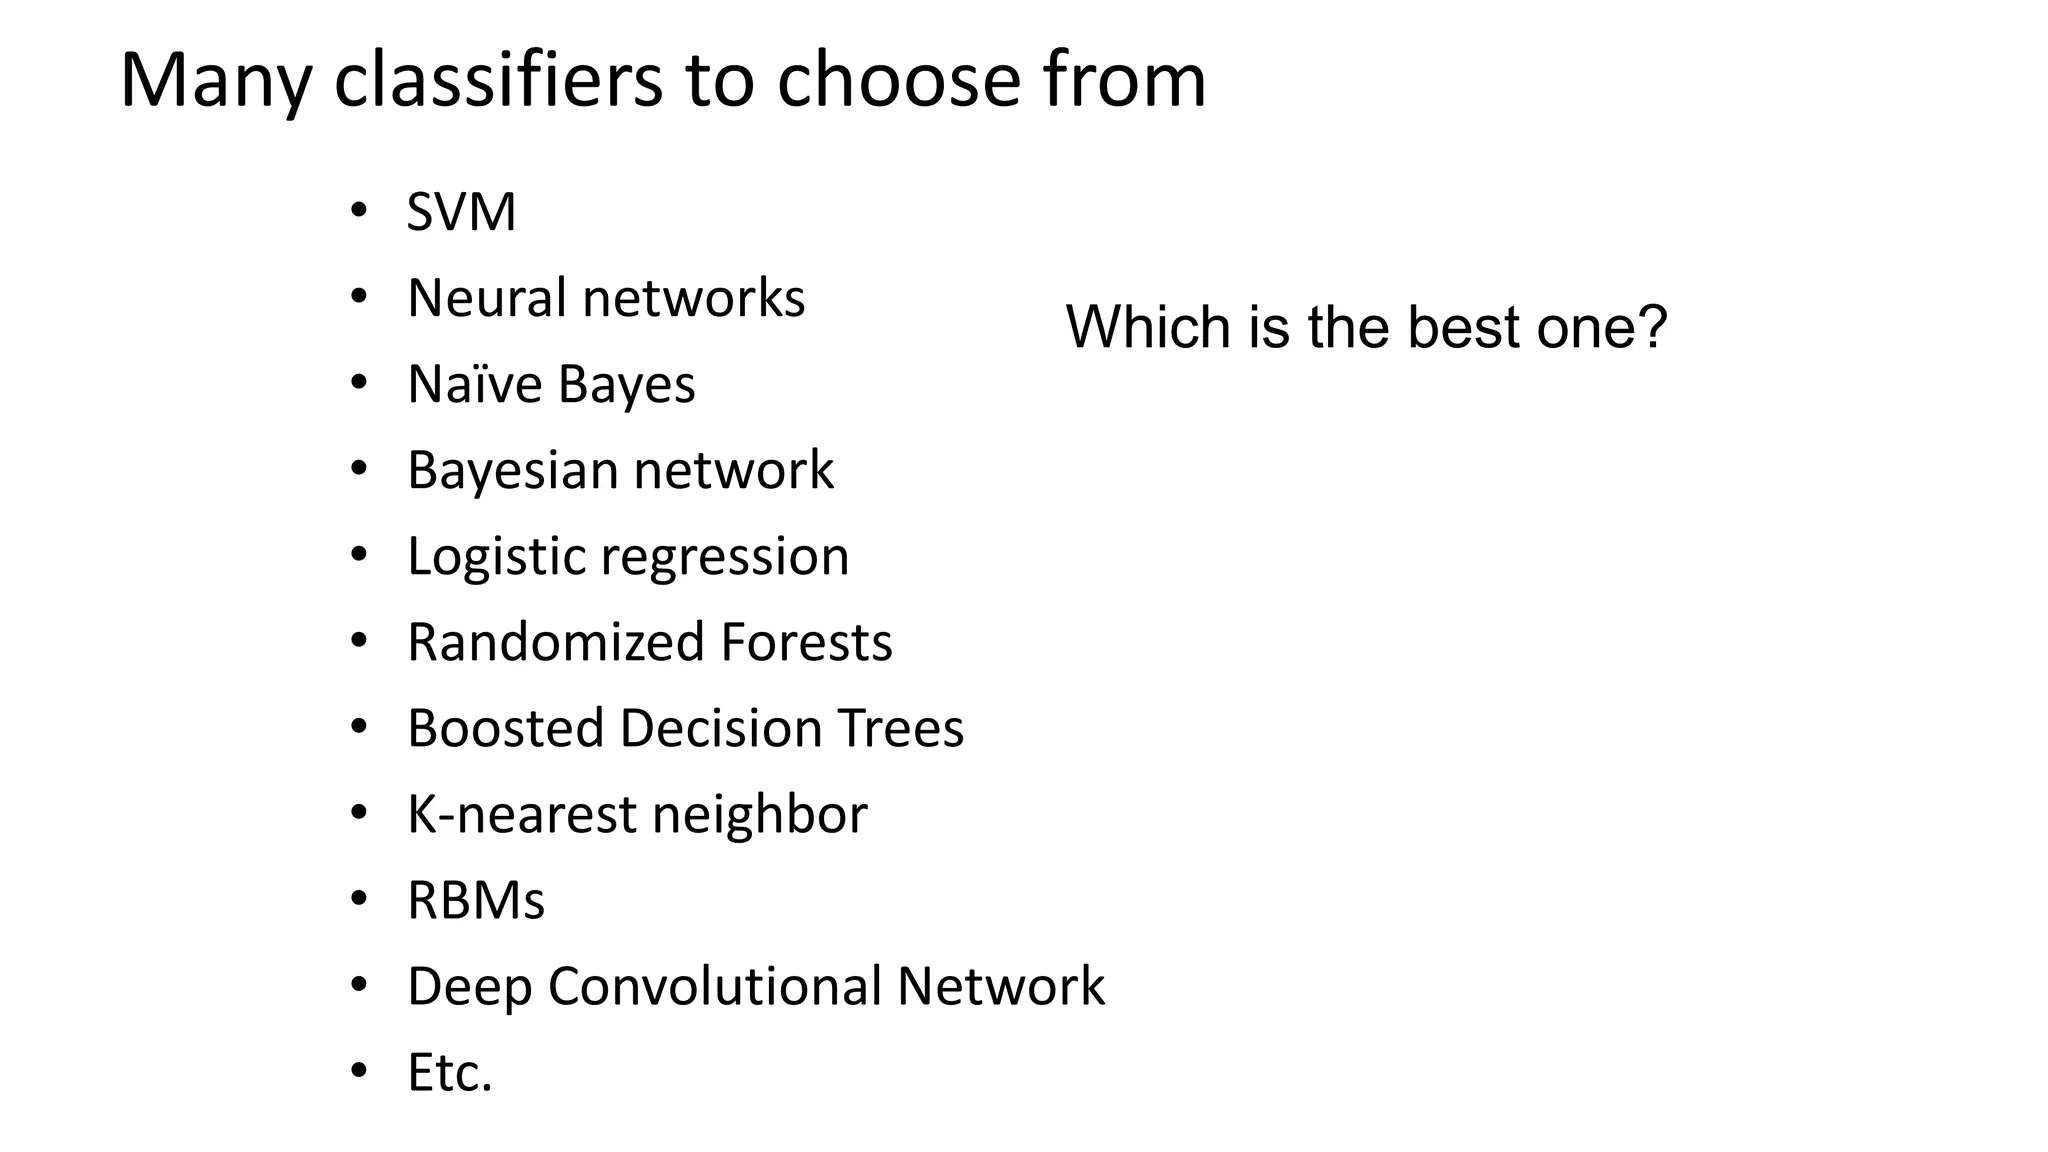 Many classifiers to choose from
• SVM
• Neural networks
• Naïve Bayes
• Bayesian network
• Logistic regression
• Randomized Forests
• Boosted Decision Trees
• K-nearest neighbor
• RBMs
• Deep Convolutional Network
• Etc.
Which is the best one?